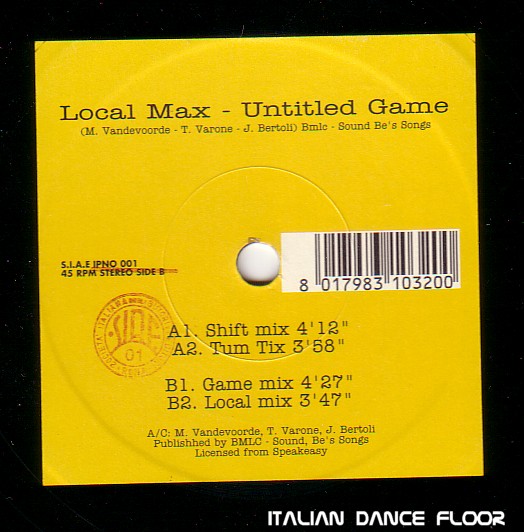 Local Max - Untitled Game
(M. Vandevoorde - T. Varone - J. Bertoli) Bmlc - Sound Be's Songs
S.I.A.E JPNO 001
45 RPM STEREO SIDE B
8 017983 103200
A1. Shift mix 4'12"
A2. Tum Tix 3'58"
01
B1. Game mix 4'27"
B2. Local mix 3'47"
A/C: M. Vandevoorde, T. Varone, J. Bertoli
Publishhed by BMLC - Sound, Be's Songs
Licensed from Speakeasy
ITALIAN DANCE FLOOR